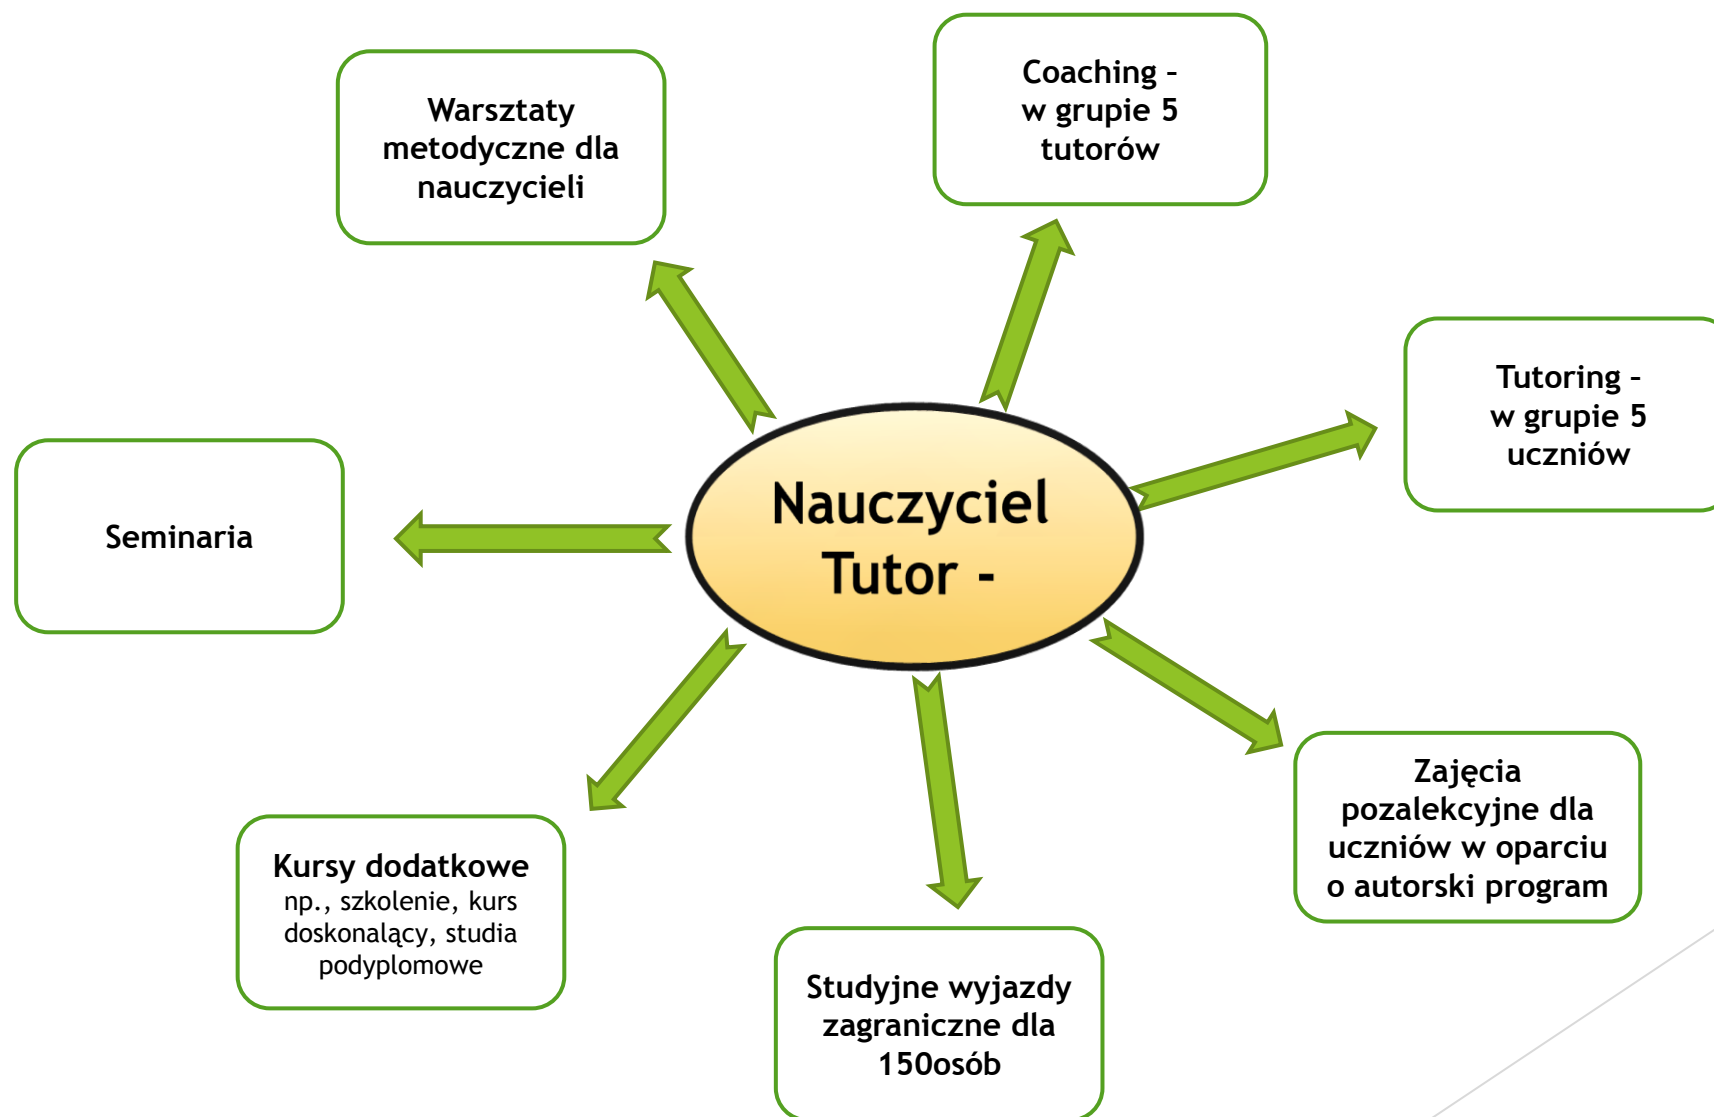 Coaching –
w grupie 5
tutorów
Warsztaty
metodyczne dla
nauczycieli
Tutoring –
w grupie 5
uczniów
Nauczyciel
Tutor -
Seminaria
Zajęcia
pozalekcyjne dla
uczniów w oparciu
o autorski program
Kursy dodatkowe
np., szkolenie, kurs
doskonalący, studia
podyplomowe
Studyjne wyjazdy
zagraniczne dla
150osób